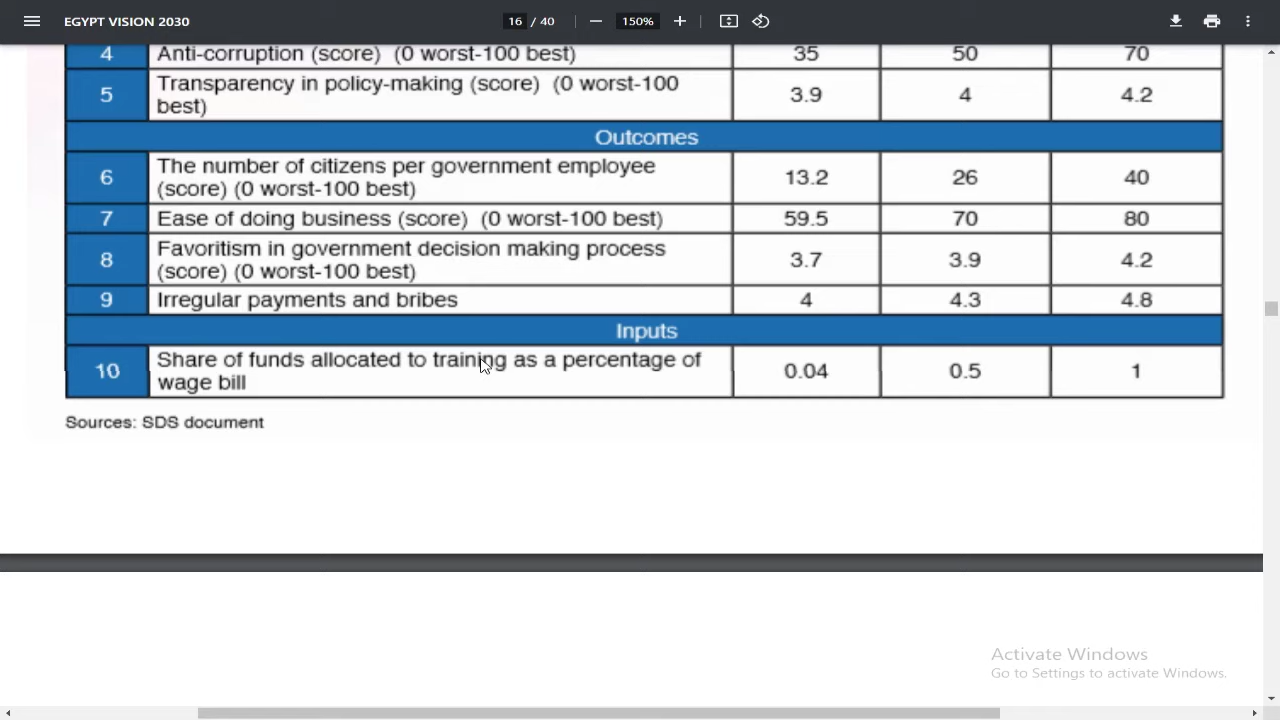 EGYPT VISION 2030
16 / 40
150%
4 Anti-corruption (score) (0 worst-100 best) 35 50 70
5 Transparency in policy-making (score) (0 worst-100 3.9 4 4.2
best)
Outcomes
6 The number of citizens per government employee 13.2 26 40
(score) (0 worst-100 best)
7 Ease of doing business (score) (0 worst-100 best) 59.5 70 80
8 Favoritism in government decision making process 3.7 3.9 4.2
(score) (0 worst-100 best)
9 Irregular payments and bribes 4 4.3 4.8
Inputs
10 Share of funds allocated to training as a percentage of 0.04 0.5 1
wage bill
Sources: SDS document
Activate Windows
Go to Settings to activate Windows.